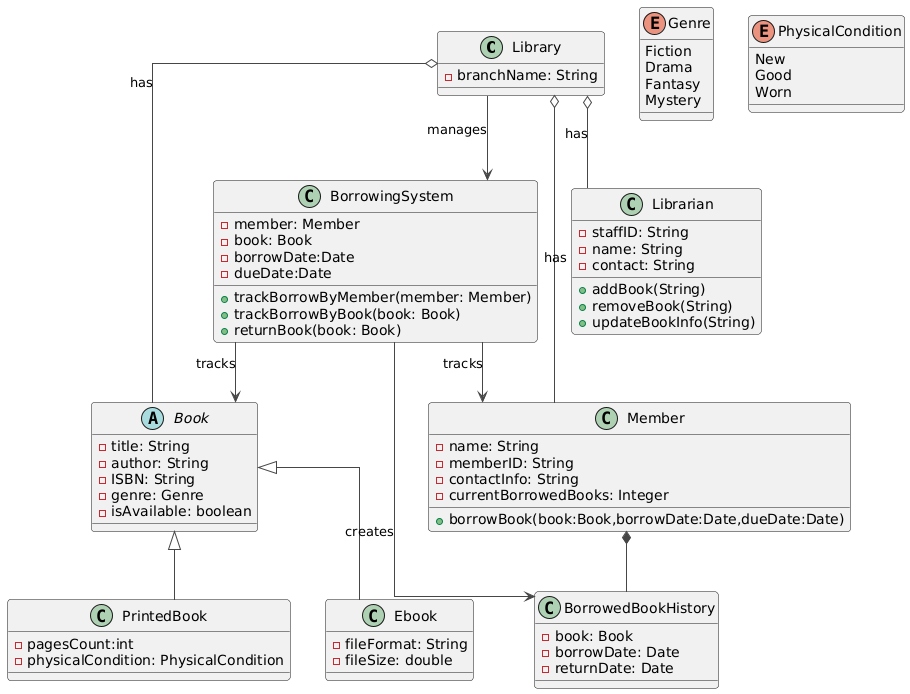 C Library
branchName: String
E Genre
Fiction
Drama
Fantasy
Mystery
E PhysicalCondition
New
Good
Worn
has
manages
has
C BorrowingSystem
member: Member
book: Book
borrowDate:Date
dueDate:Date
trackBorrowByMember(member: Member)
trackBorrowByBook(book: Book)
returnBook(book: Book)
has
C Librarian
staffID: String
name: String
contact: String
addBook(String)
removeBook(String)
updateBookInfo(String)
tracks
tracks
A Book
title: String
author: String
ISBN: String
genre: Genre
isAvailable: boolean
C Member
name: String
memberID: String
contactInfo: String
currentBorrowedBooks: Integer
borrowBook(book:Book,borrowDate:Date,dueDate:Date)
creates
C PrintedBook
pagesCount:int
physicalCondition: PhysicalCondition
C Ebook
fileFormat: String
fileSize: double
C BorrowedBookHistory
book: Book
borrowDate: Date
returnDate: Date